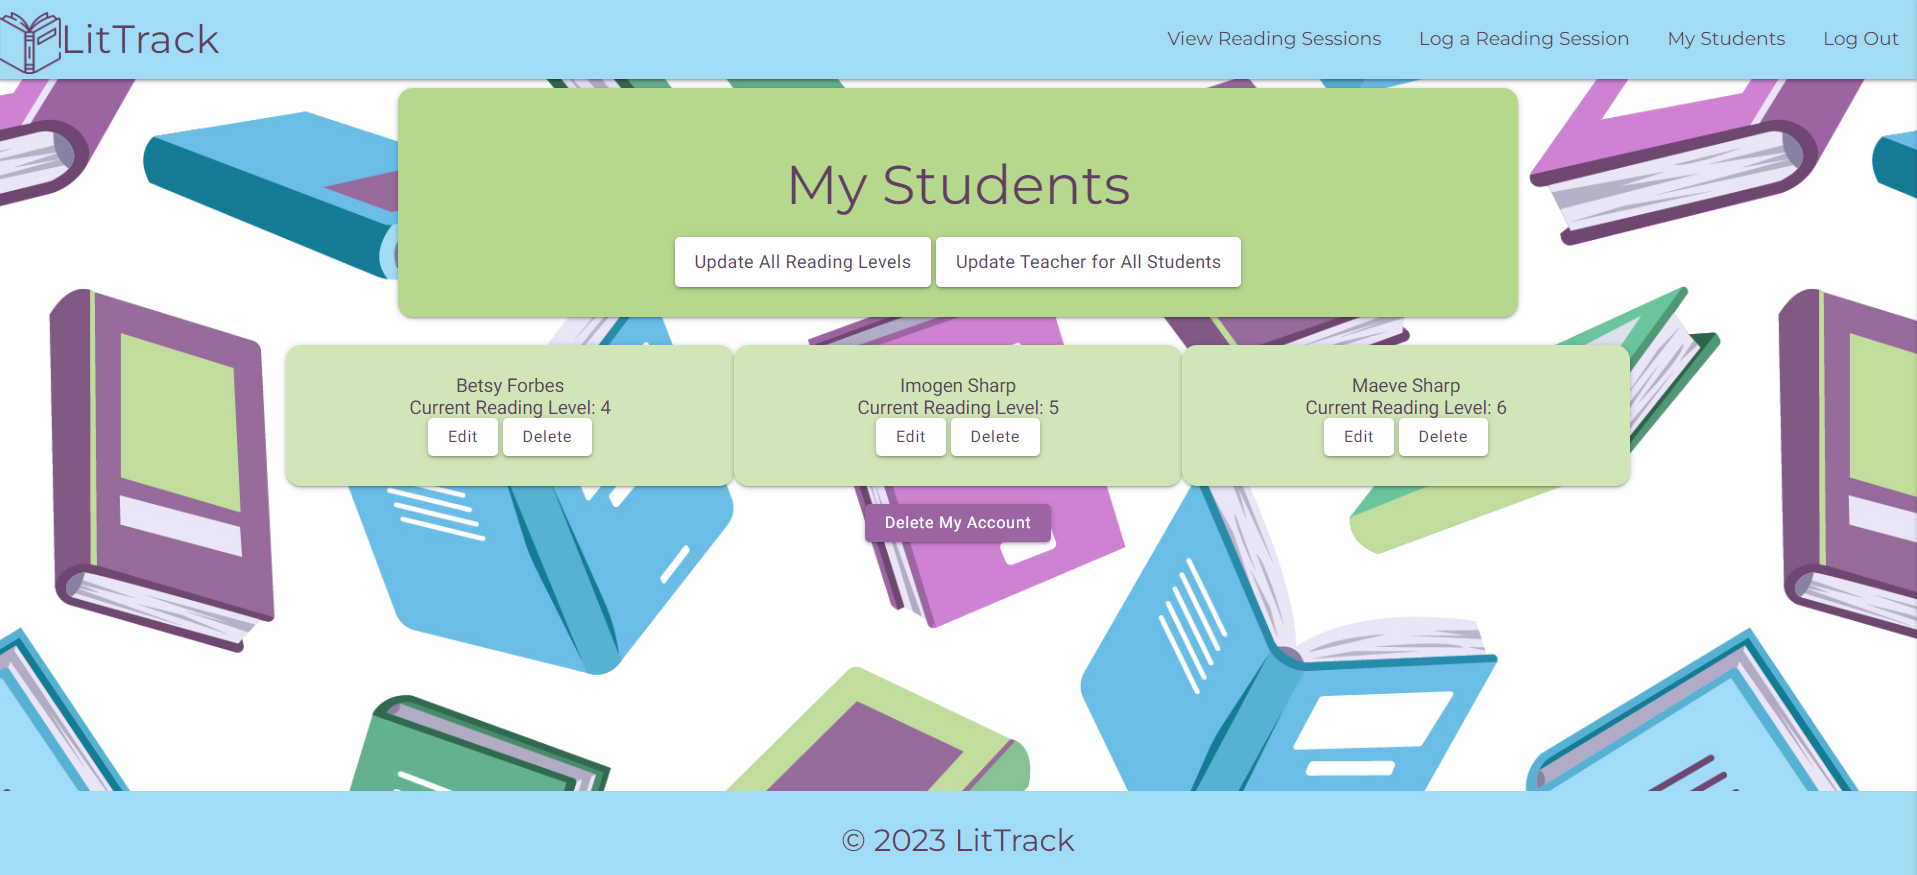 LitTrack
View Reading Sessions
Log a Reading Session
My Students
Log Out
My Students
Update All Reading Levels
Update Teacher for All Students
Betsy Forbes
Current Reading Level: 4
Edit
Delete
Imogen Sharp
Current Reading Level: 5
Edit
Delete
Maeve Sharp
Current Reading Level: 6
Edit
Delete
Delete My Account
© 2023 LitTrack